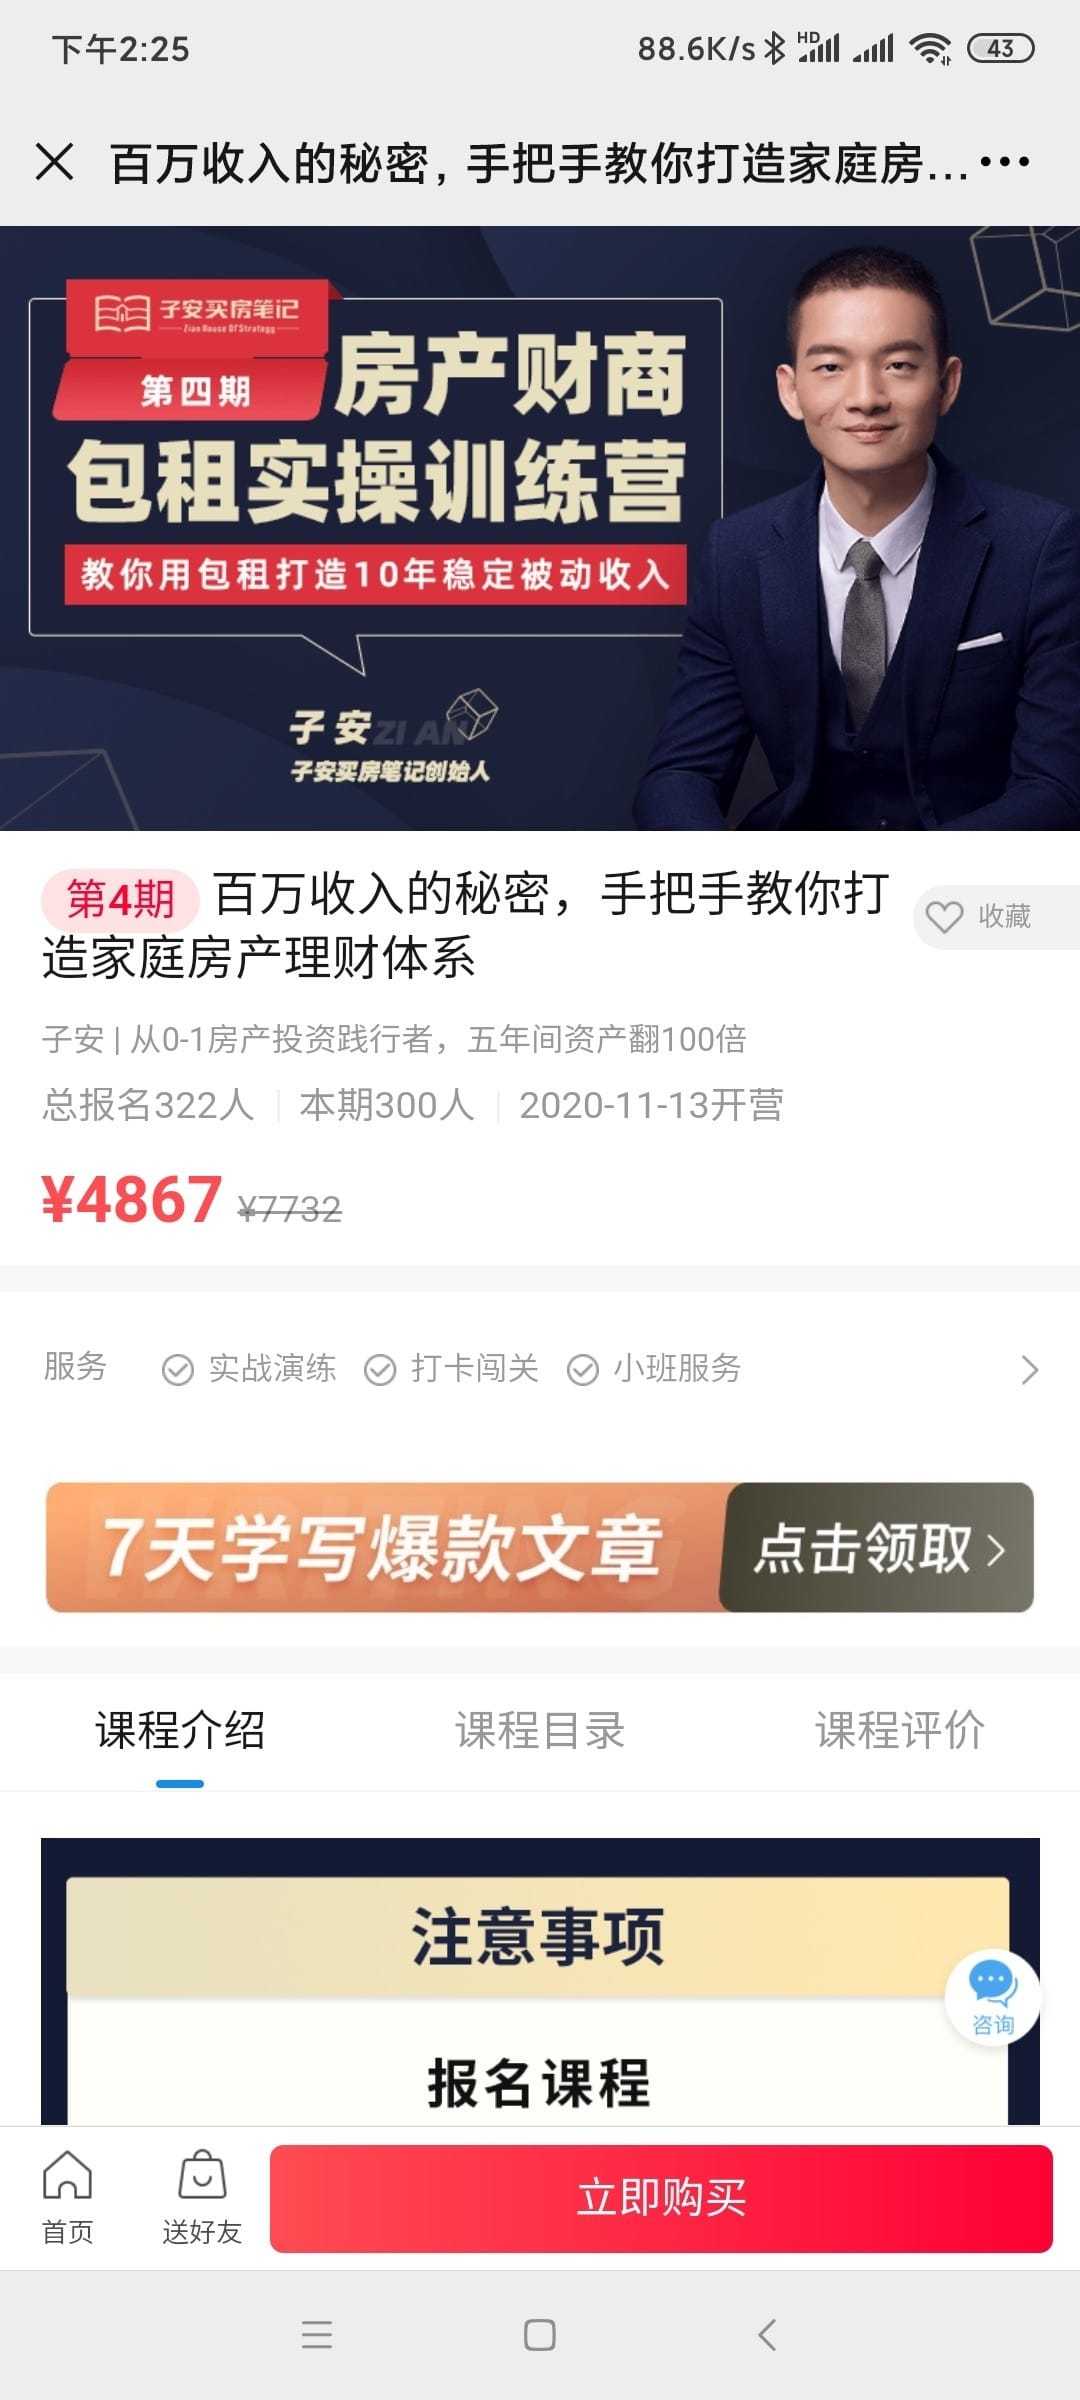 下午2:25
88.6K/s HD 43
百万收入的秘密，手把手教你打造家庭房...
子安买房笔记
Zian House Of Strategy
第四期
房产财商
包租实操训练营
教你用包租打造10年稳定被动收入
子安 ZI AN
子安买房笔记创始人
第4期 百万收入的秘密，手把手教你打
造家庭房产理财体系
收藏
子安 | 从0-1房产投资践行者，五年间资产翻100倍
总报名322人 本期300人 2020-11-13开营
¥4867 ¥7732
服务 实战演练 打卡闯关 小班服务
7天学写爆款文章 点击领取
课程介绍 课程目录 课程评价
注意事项
咨询
报名课程
首页 送好友 立即购买